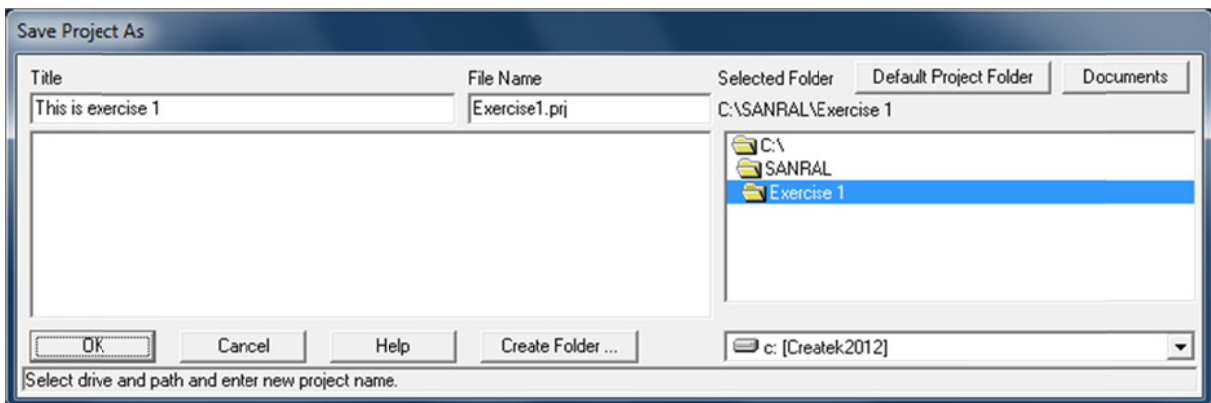 Save Project As
Title
File Name
Selected Folder
Default Project Folder
Documents
This is exercise 1
Exercise1.prj
C:\SANRAL\Exercise 1
C:\
SANRAL
Exercise 1
OK
Cancel
Help
Create Folder ...
c: [Createk2012]
Select drive and path and enter new project name.